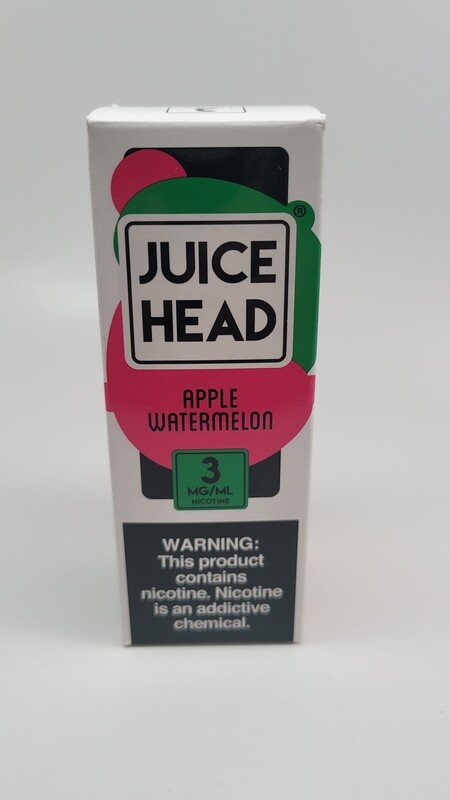 ®
JUICE
HEAD
APPLE
WATERMELON
3
MG/ML
NICOTINE
WARNING:
This product
contains
nicotine. Nicotine
is an addictive
chemical.